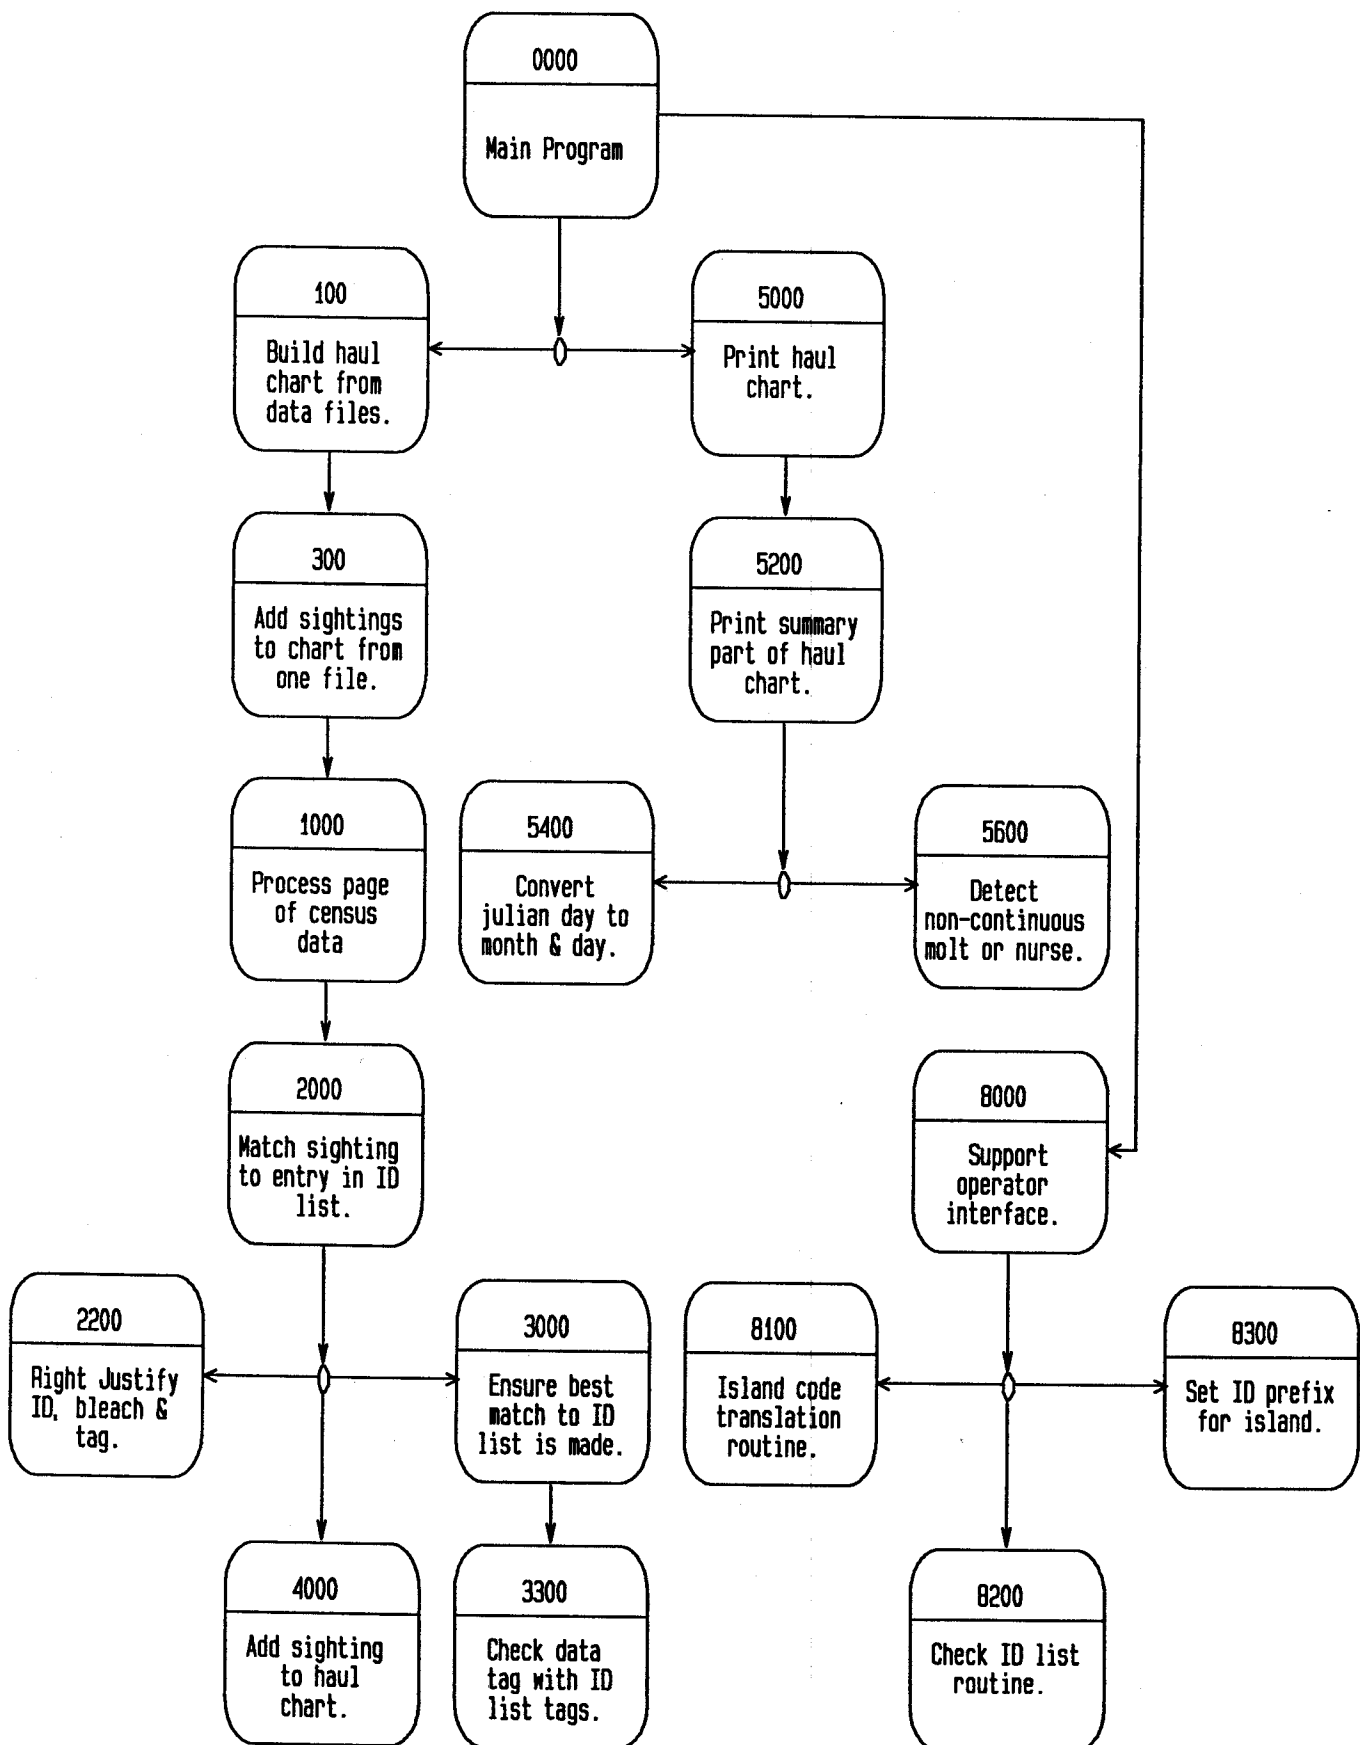 0000
Main Program
100
Build haul
chart from
data files.
5000
Print haul
chart.
300
Add sightings
to chart from
one file.
5200
Print summary
part of haul
chart.
1000
Process page
of census
data
5400
Convert
julian day to
month & day.
5600
Detect
non-continuous
molt or nurse.
2000
Match sighting
to entry in ID
list.
8000
Support
operator
interface.
2200
Right Justify
ID, bleach &
tag.
3000
Ensure best
match to ID
list is made.
8100
Island code
translation
routine.
8300
Set ID prefix
for island.
4000
Add sighting
to haul
chart.
3300
Check data
tag with ID
list tags.
8200
Check ID list
routine.